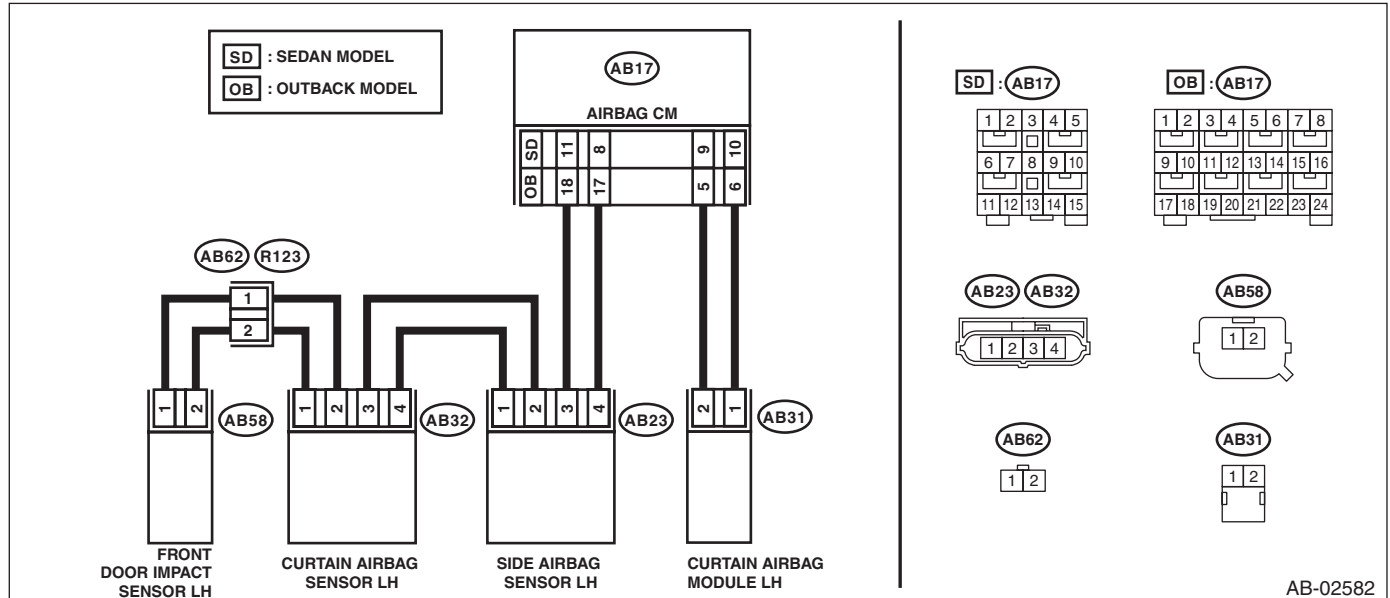 SD : SEDAN MODEL
OB : OUTBACK MODEL
AB17
AIRBAG CM
SD 11 8 9 10
OB 18 17 5 6
AB62 R123
1
2
1 2 AB58
1 2 3 4 AB32
1 2 3 4 AB23
2 1 AB31
FRONT
DOOR IMPACT
SENSOR LH
CURTAIN AIRBAG
SENSOR LH
SIDE AIRBAG
SENSOR LH
CURTAIN AIRBAG
MODULE LH
SD : AB17
1 2 3 4 5
6 7 8 9 10
11 12 13 14 15
OB : AB17
1 2 3 4 5 6 7 8
9 10 11 12 13 14 15 16
17 18 19 20 21 22 23 24
AB23 AB32
1 2 3 4
AB58
1 2
AB62
1 2
AB31
1 2
AB-02582